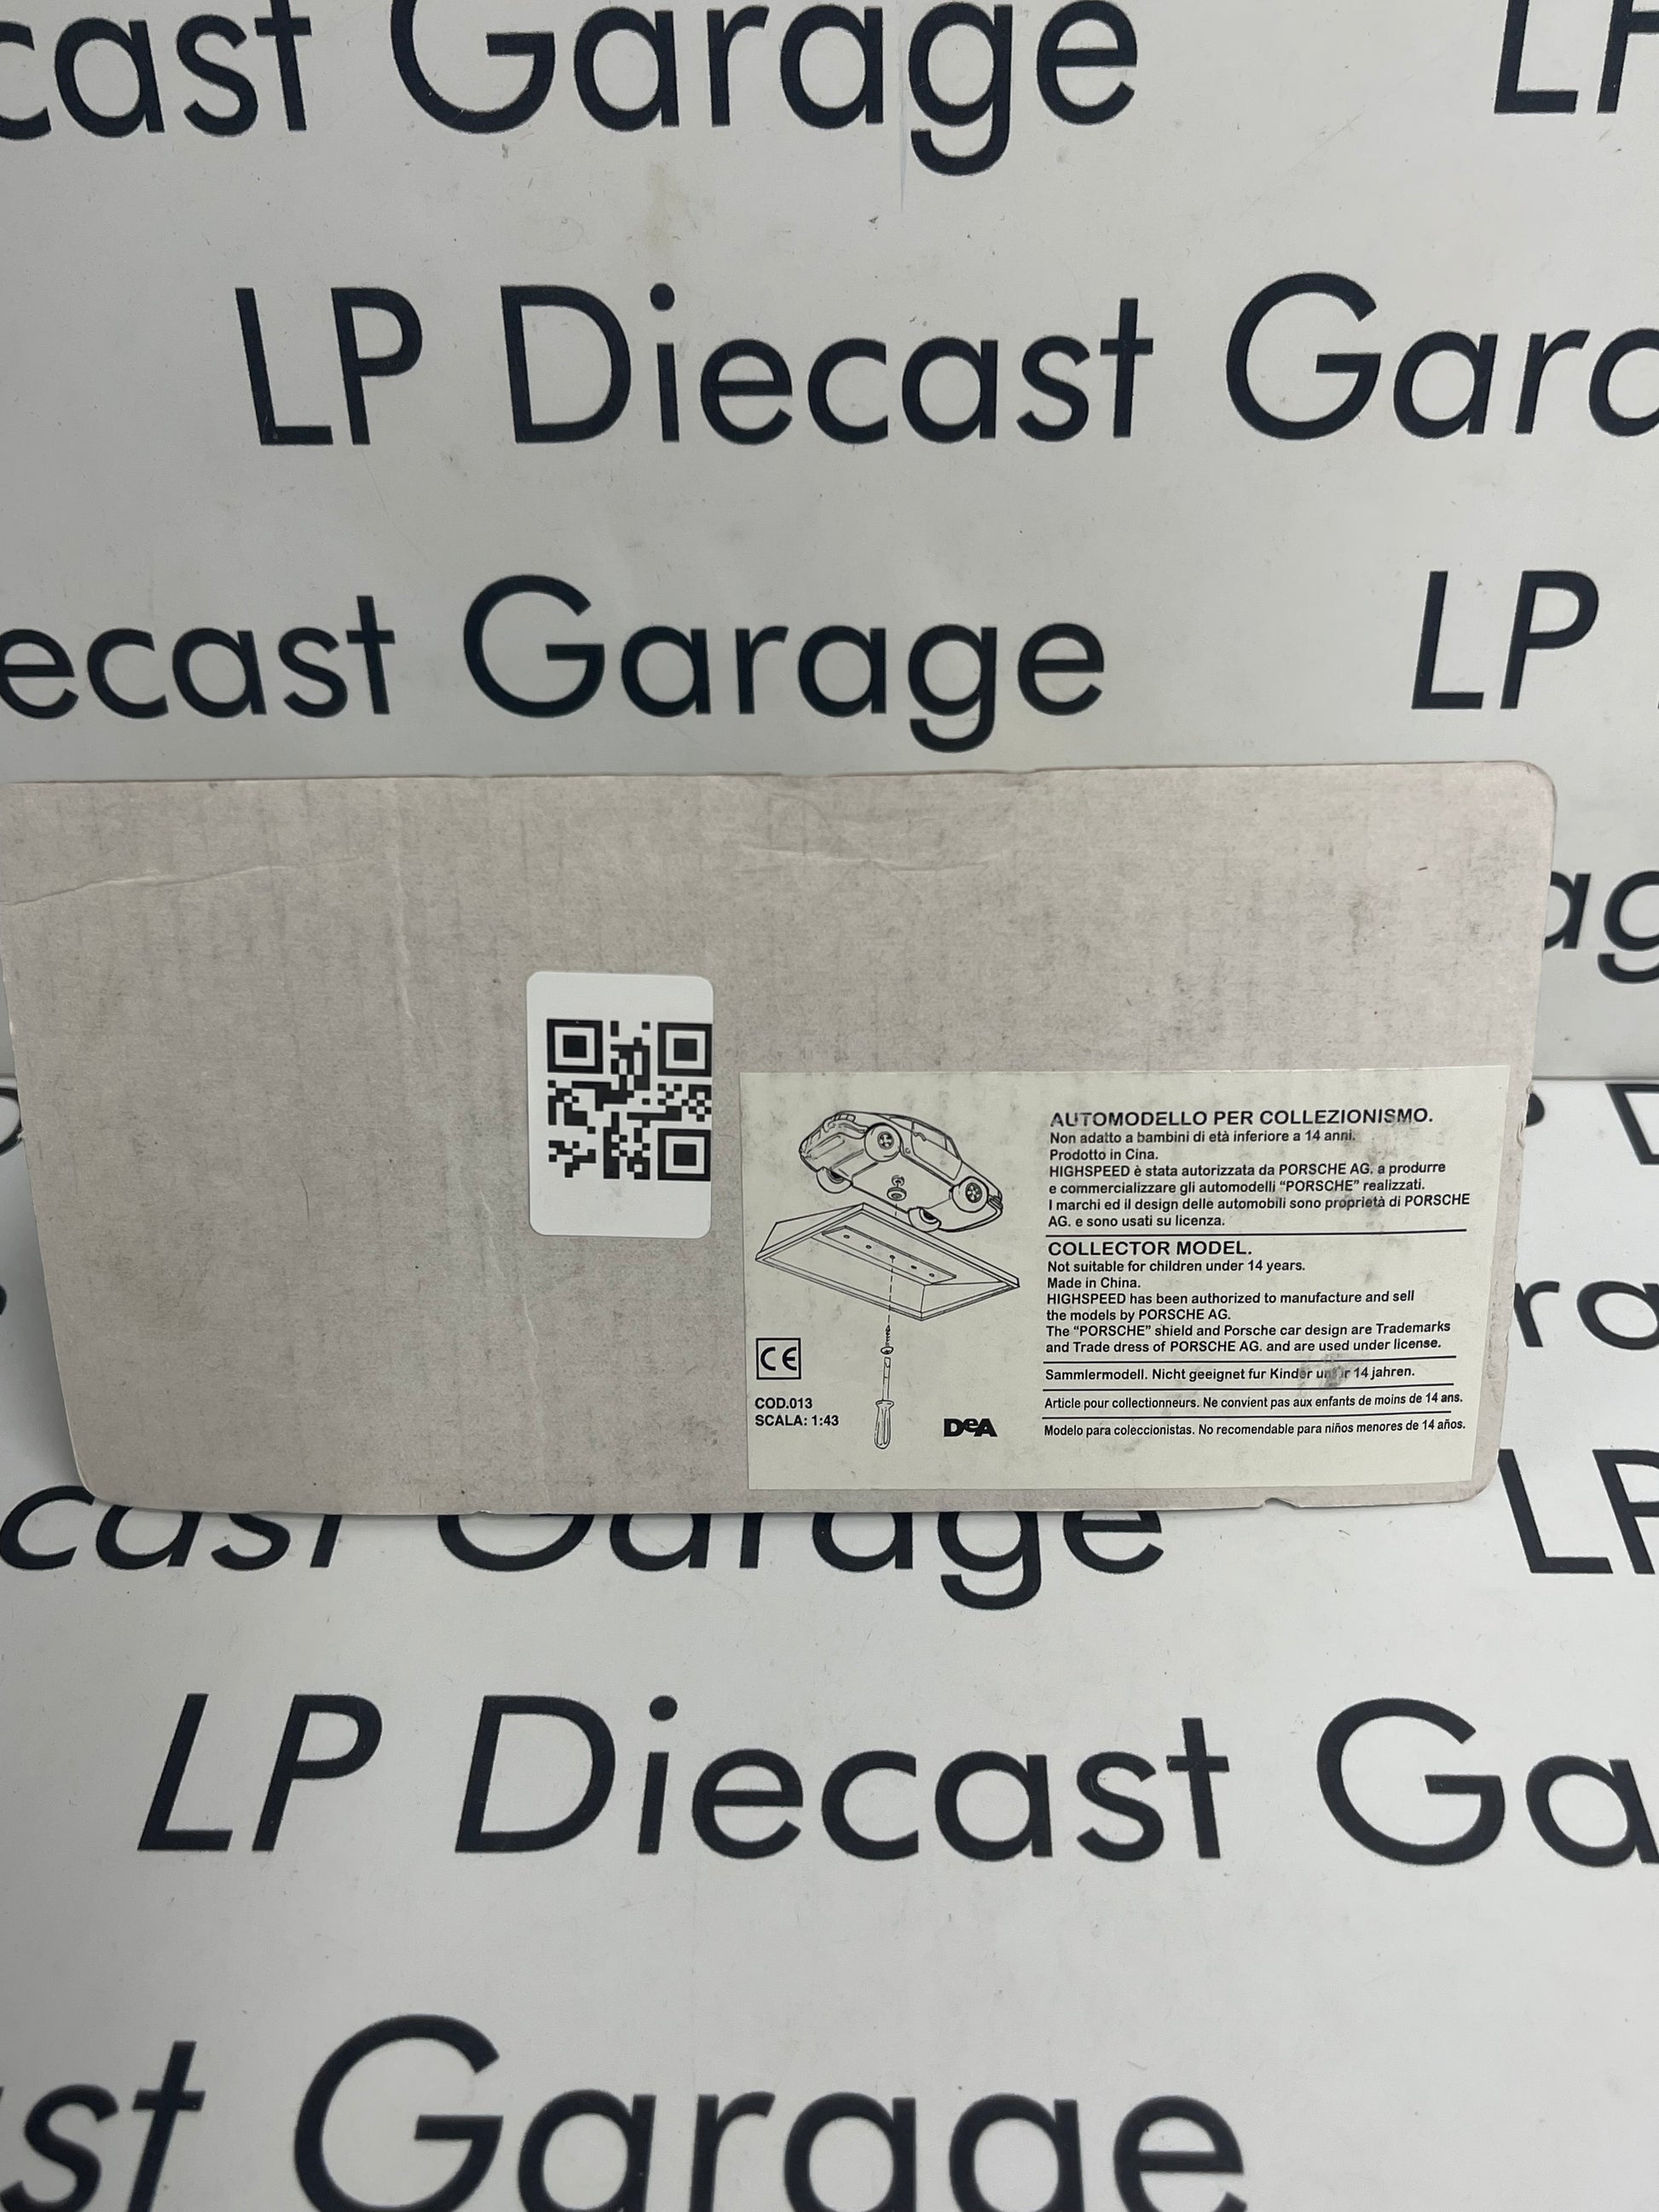 cast Garage LP
LP Diecast Gara
ecast Garage LP
ag
AUTOMODELLO PER COLLEZIONISMO.
Non adatto a bambini di età inferiore a 14 anni.
Prodotto in Cina.
HIGHSPEED è stata autorizzata da PORSCHE AG. a produrre
e commercializzare gli automodelli “PORSCHE” realizzati.
I marchi ed il design delle automobili sono proprietà di PORSCHE
AG. e sono usati su licenza.
COLLECTOR MODEL.
Not suitable for children under 14 years.
Made in China.
HIGHSPEED has been authorized to manufacture and sell
the models by PORSCHE AG.
The “PORSCHE” shield and Porsche car design are Trademarks
and Trade dress of PORSCHE AG. and are used under license.
Sammlermodell. Nicht geeignet fur Kinder unter 14 jahren.
Article pour collectionneurs. Ne convient pas aux enfants de moins de 14 ans.
Modelo para coleccionistas. No recomendable para niños menores de 14 años.
CE
COD.013
SCALA: 1:43
DeA
ra
cast Garage LP
LP Diecast Ga
st Garage